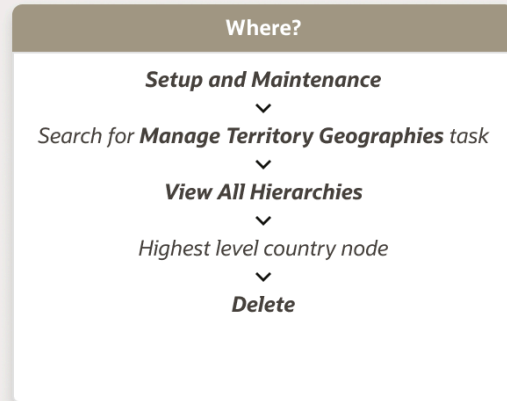 Where?
Setup and Maintenance
Search for Manage Territory Geographies task
View All Hierarchies
Highest level country node
Delete